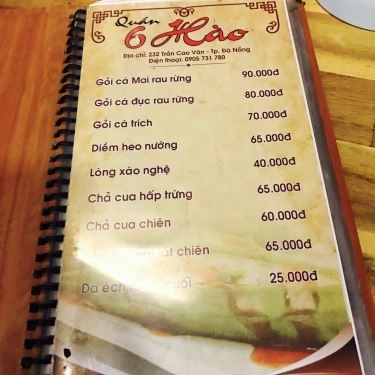 Quán
6 Hào
Địa chỉ: 232 Trần Cao Vân - Tp. Đà Nẵng
Điện thoại: 0905 731 780
Gỏi cá Mai rau rừng 90.000đ
Gỏi cá đục rau rừng 80.000đ
Gỏi cá trích 70.000đ
Diềm heo nướng 65.000đ
Lòng xào nghệ 40.000đ
Chả cua hấp trứng 65.000đ
Chả cua chiên 60.000đ
chiên 65.000đ
Da ếch muối 25.000đ